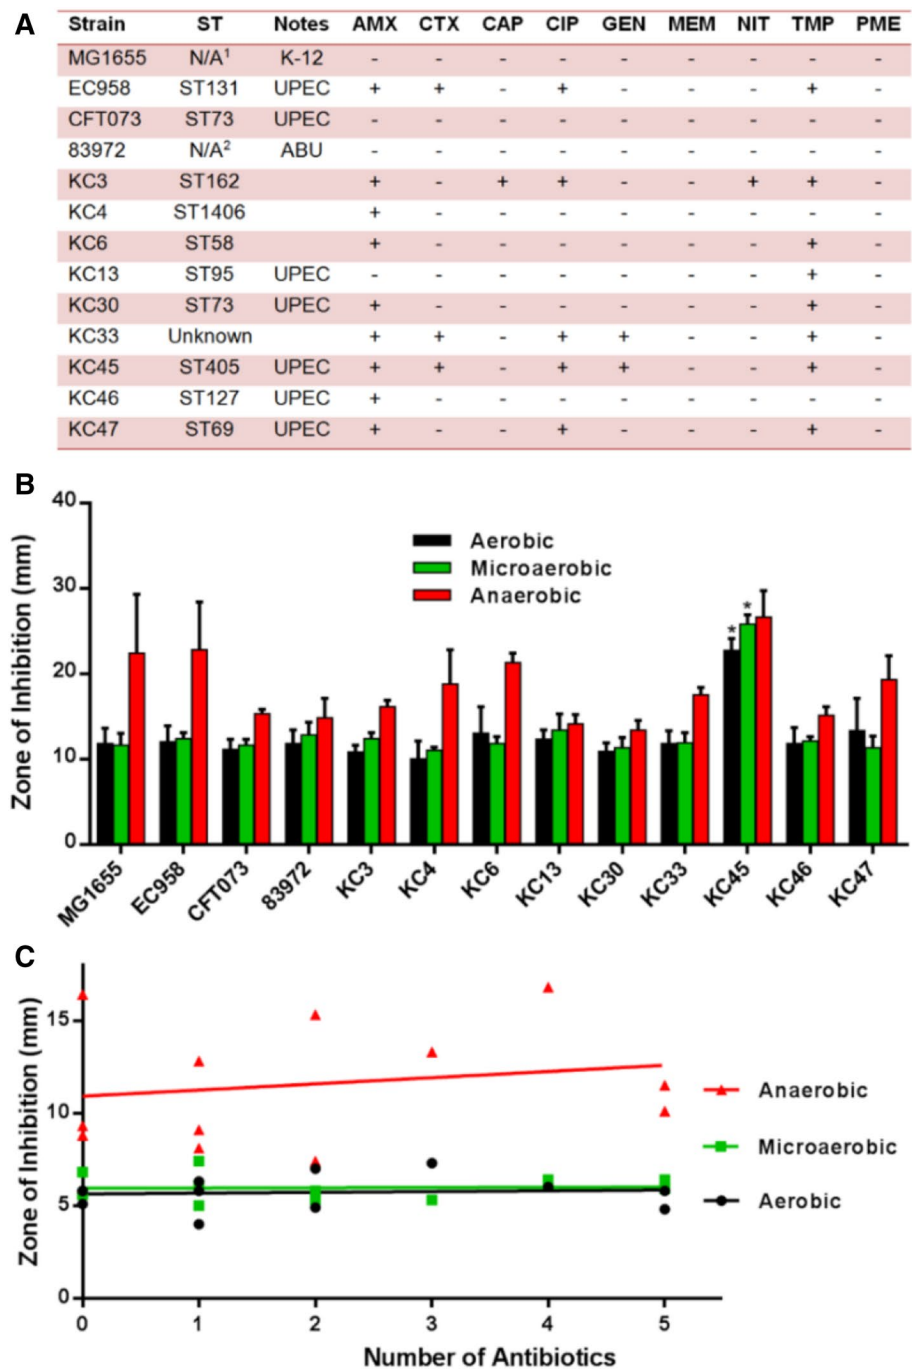 A
Strain ST Notes AMX CTX CAP CIP GEN MEM NIT TMP PME
MG1655 N/A¹ K-12 - - - - - - - - -
EC958 ST131 UPEC + + - + - - - + -
CFT073 ST73 UPEC - - - - - - - - -
83972 N/A² ABU - - - - - - - - -
KC3 ST162 + - + + - - + + -
KC4 ST1406 + - - - - - - - -
KC6 ST58 + - - - - - - + -
KC13 ST95 UPEC - - - - - - - + -
KC30 ST73 UPEC + - - - - - - + -
KC33 Unknown + + - + + - - + -
KC45 ST405 UPEC + + - + + - - + -
KC46 ST127 UPEC + - - - - - - - -
KC47 ST69 UPEC + - - + - - - + -
B
Zone of Inhibition (mm)
40
30
20
10
0
Aerobic
Microaerobic
Anaerobic
* *
MG1655 EC958 CFT073 83972 KC3 KC4 KC6 KC13 KC30 KC33 KC45 KC46 KC47
C
Zone of Inhibition (mm)
15
10
5
0
0 1 2 3 4 5
Number of Antibiotics
Anaerobic
Microaerobic
Aerobic